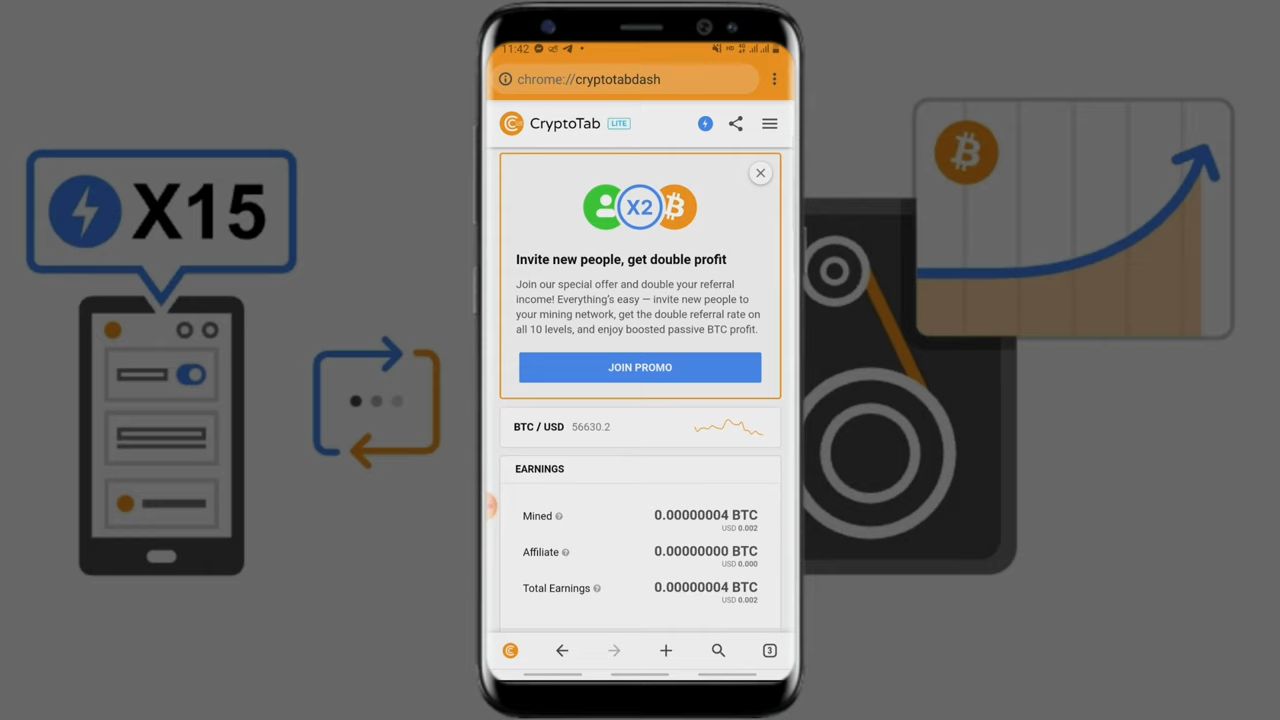 X15
11:42
chrome://cryptotabdash
CryptoTab LITE
X2
Invite new people, get double profit
Join our special offer and double your referral
income! Everything's easy — invite new people to
your mining network, get the double referral rate on
all 10 levels, and enjoy boosted passive BTC profit.
JOIN PROMO
BTC / USD 56630.2
EARNINGS
Mined 0.00000004 BTC
USD 0.002
Affiliate 0.00000000 BTC
USD 0.000
Total Earnings 0.00000004 BTC
USD 0.002
3